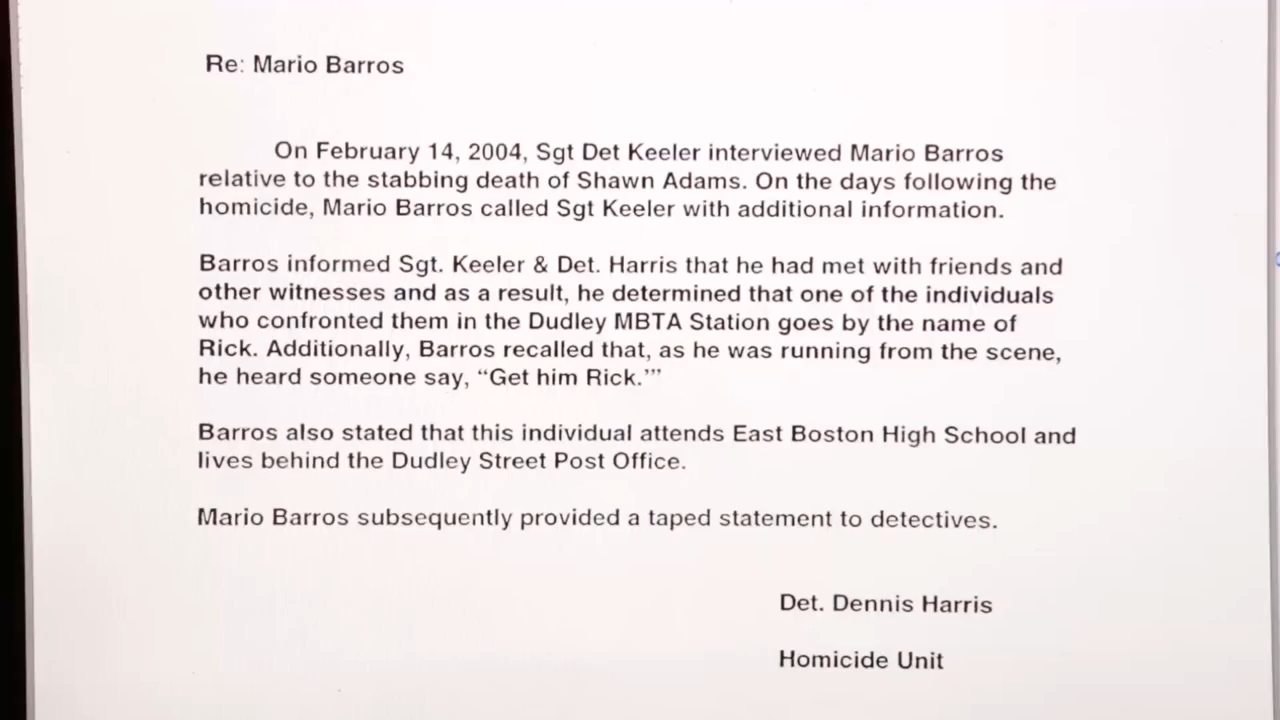 Re: Mario Barros
On February 14, 2004, Sgt Det Keeler interviewed Mario Barros
relative to the stabbing death of Shawn Adams. On the days following the
homicide, Mario Barros called Sgt Keeler with additional information.
Barros informed Sgt. Keeler & Det. Harris that he had met with friends and
other witnesses and as a result, he determined that one of the individuals
who confronted them in the Dudley MBTA Station goes by the name of
Rick. Additionally, Barros recalled that, as he was running from the scene,
he heard someone say, “Get him Rick.’”
Barros also stated that this individual attends East Boston High School and
lives behind the Dudley Street Post Office.
Mario Barros subsequently provided a taped statement to detectives.
Det. Dennis Harris
Homicide Unit